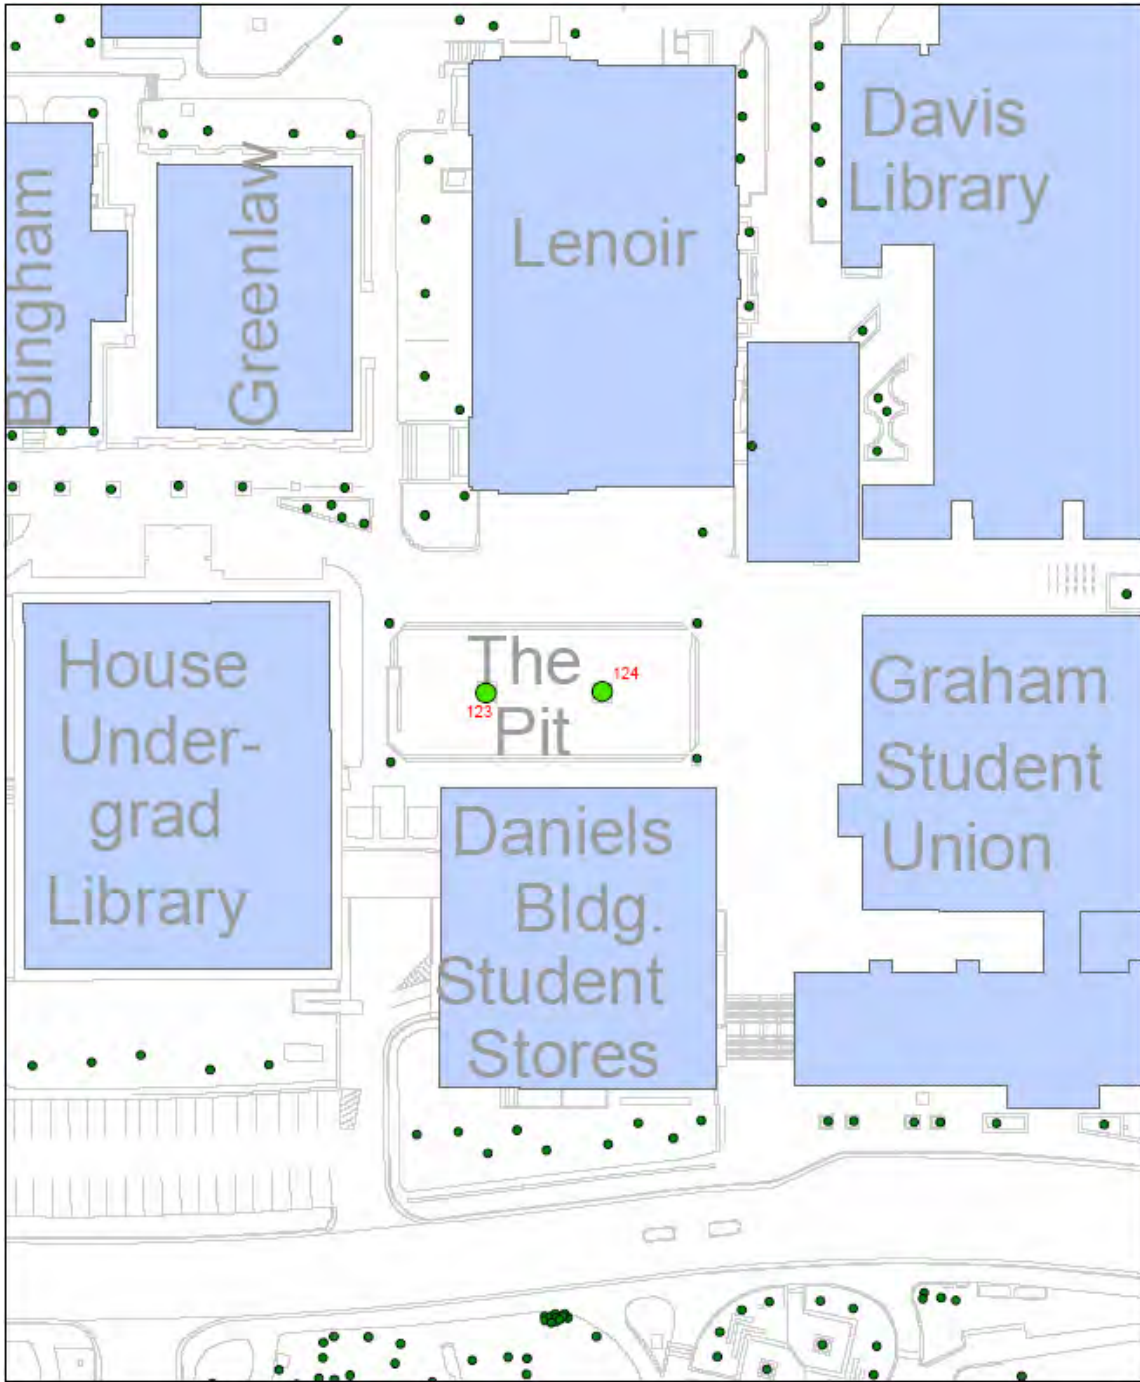 Davis
Library
Bingham
Greenlaw
Lenoir
House
Under-
grad
Library
The
Pit
123
124
Graham
Student
Union
Daniels
Bldg.
Student
Stores